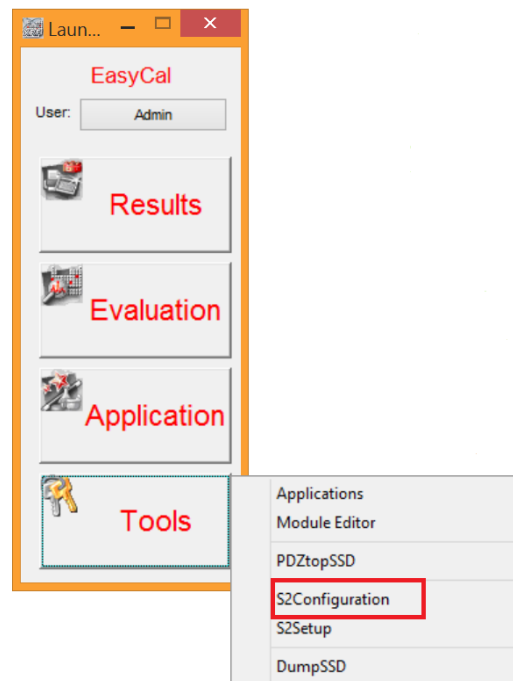 Laun...
EasyCal
User: Admin
Results
Evaluation
Application
Tools
Applications
Module Editor
PDZtopSSD
S2Configuration
S2Setup
DumpSSD